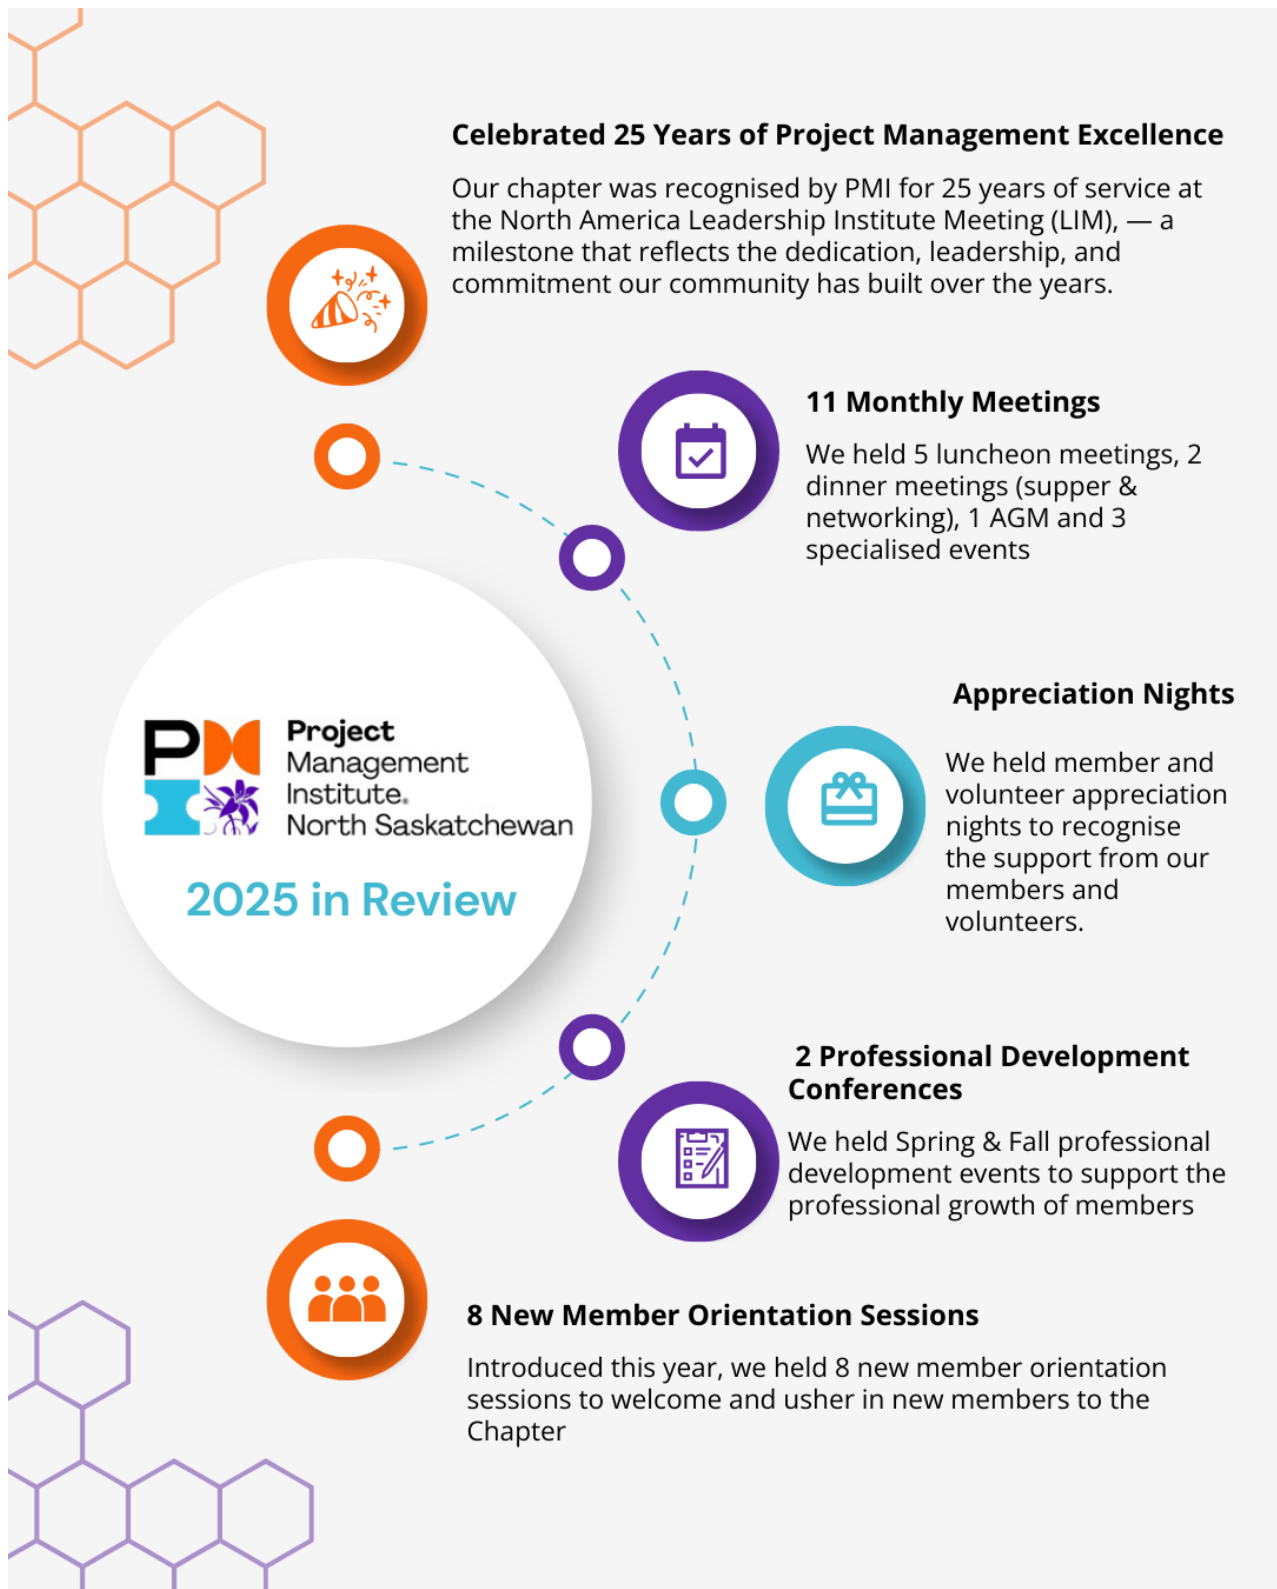 Celebrated 25 Years of Project Management Excellence
Our chapter was recognised by PMI for 25 years of service at
the North America Leadership Institute Meeting (LIM), — a
milestone that reflects the dedication, leadership, and
commitment our community has built over the years.
11 Monthly Meetings
We held 5 luncheon meetings, 2
dinner meetings (supper &
networking), 1 AGM and 3
specialised events
Appreciation Nights
We held member and
volunteer appreciation
nights to recognise
the support from our
members and
volunteers.
Project
Management
Institute.
North Saskatchewan
2025 in Review
2 Professional Development
Conferences
We held Spring & Fall professional
development events to support the
professional growth of members
8 New Member Orientation Sessions
Introduced this year, we held 8 new member orientation
sessions to welcome and usher in new members to the
Chapter